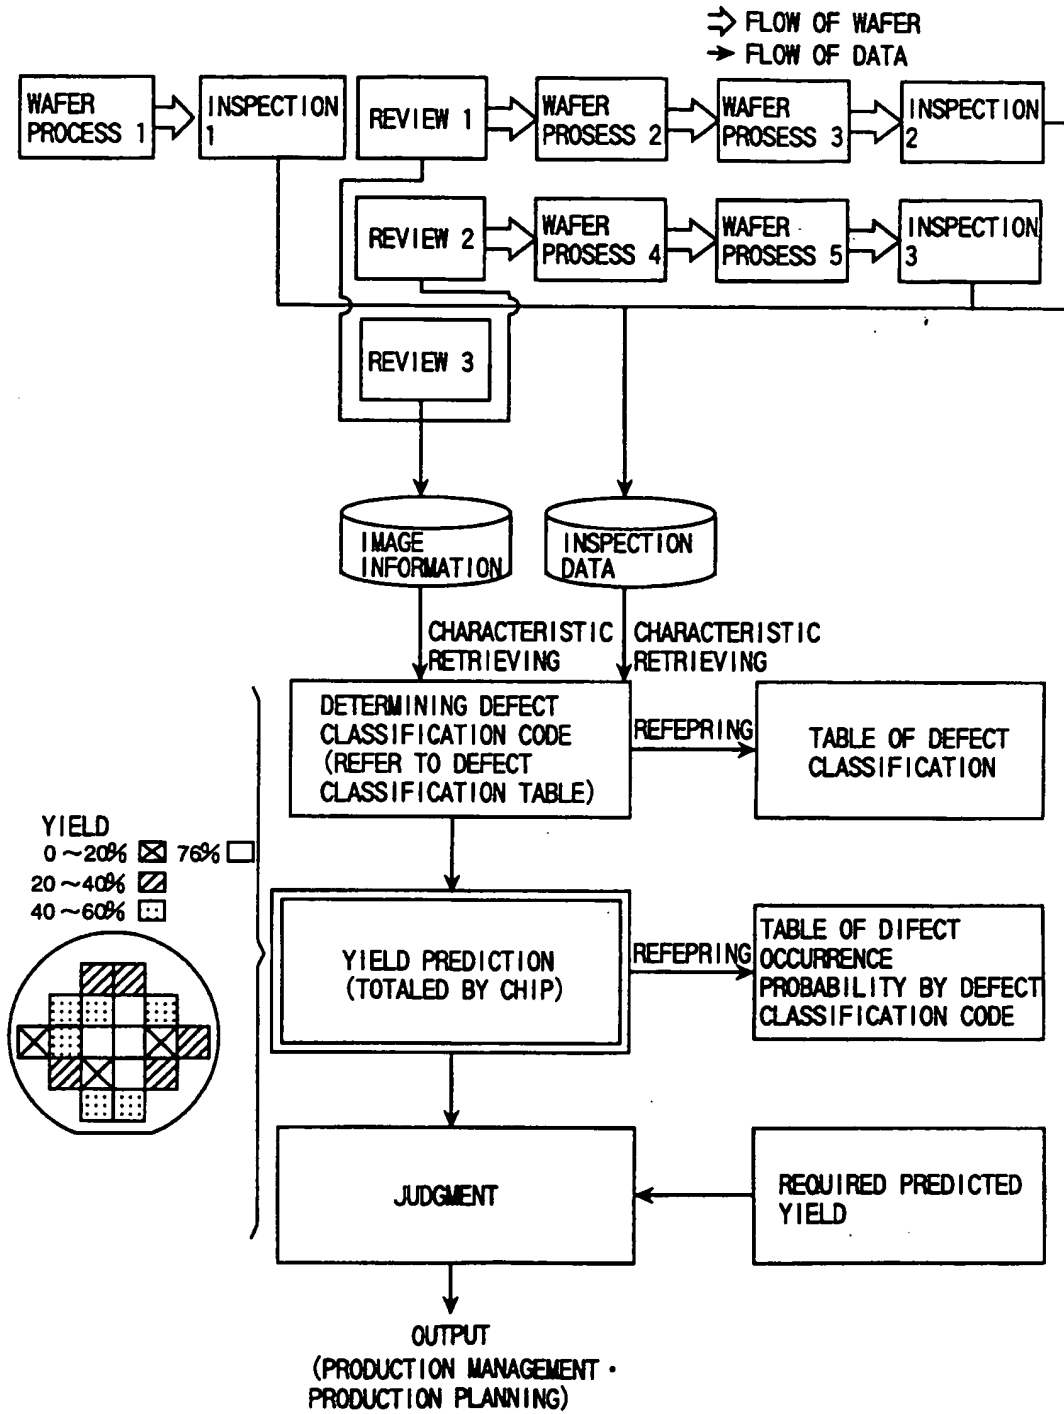 FLOW OF WAFER
FLOW OF DATA
WAFER
PROCESS 1
INSPECTION
1
REVIEW 1
WAFER
PROSESS 2
WAFER
PROSESS 3
INSPECTION
2
REVIEW 2
WAFER
PROSESS 4
WAFER
PROSESS 5
INSPECTION
3
REVIEW 3
IMAGE
INFORMATION
INSPECTION
DATA
CHARACTERISTIC
RETRIEVING
CHARACTERISTIC
RETRIEVING
DETERMINING DEFECT
CLASSIFICATION CODE
(REFER TO DEFECT
CLASSIFICATION TABLE)
REFEPRING
TABLE OF DEFECT
CLASSIFICATION
YIELD
0 ~20% 76%
20 ~40%
40 ~60%
YIELD PREDICTION
(TOTALED BY CHIP)
REFEPRING
TABLE OF DIFECT
OCCURRENCE
PROBABILITY BY DEFECT
CLASSIFICATION CODE
JUDGMENT
REQUIRED PREDICTED
YIELD
OUTPUT
(PRODUCTION MANAGEMENT・
PRODUCTION PLANNING)